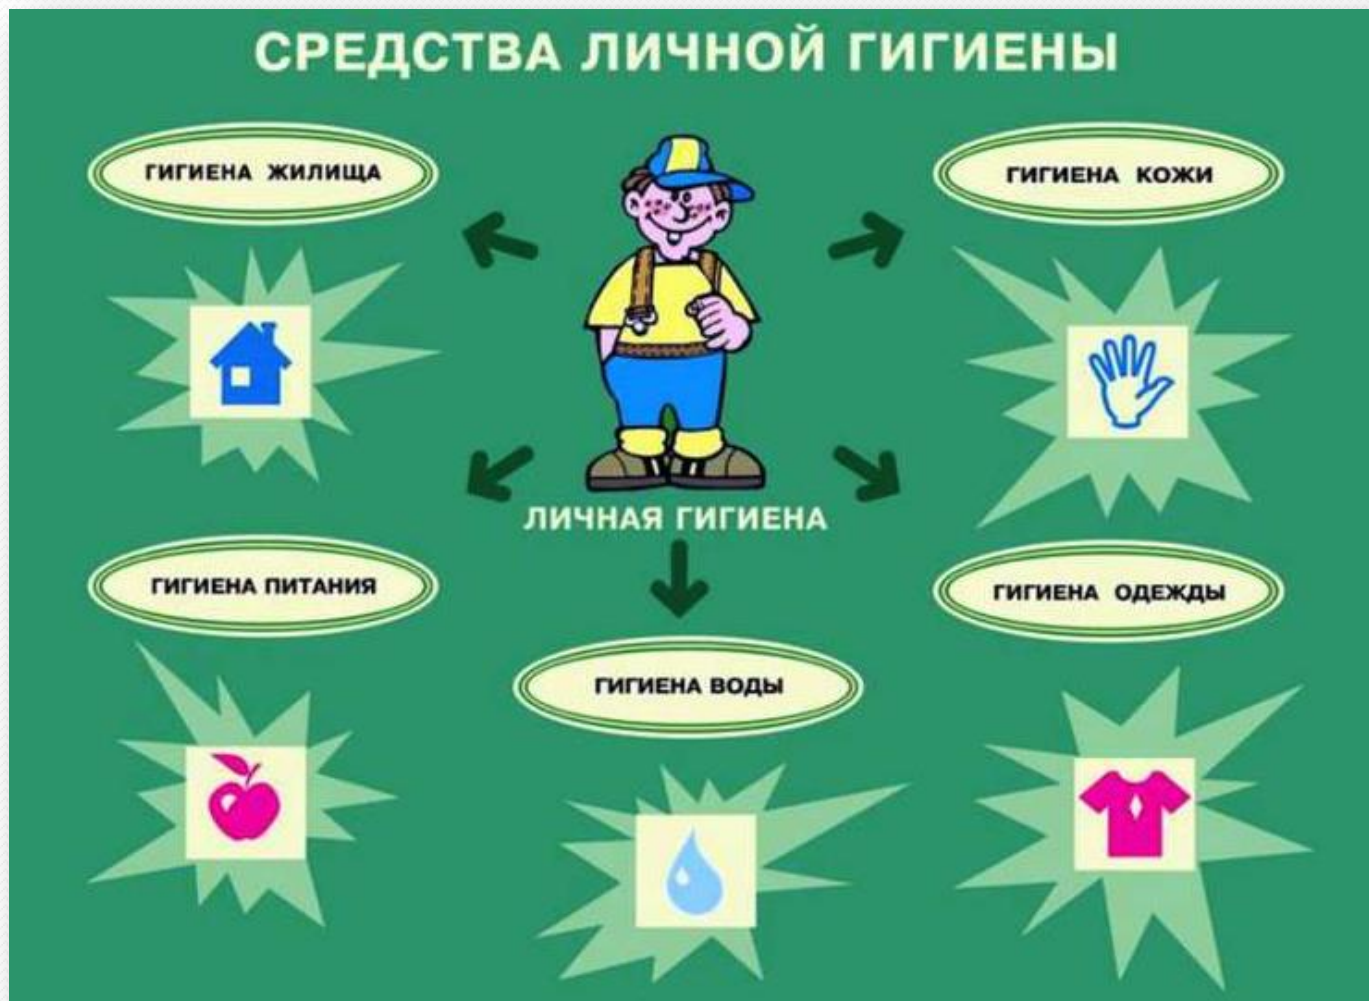 СРЕДСТВА ЛИЧНОЙ ГИГИЕНЫ
ГИГИЕНА ЖИЛИЩА
ГИГИЕНА КОЖИ
ЛИЧНАЯ ГИГИЕНА
ГИГИЕНА ПИТАНИЯ
ГИГИЕНА ОДЕЖДЫ
ГИГИЕНА ВОДЫ